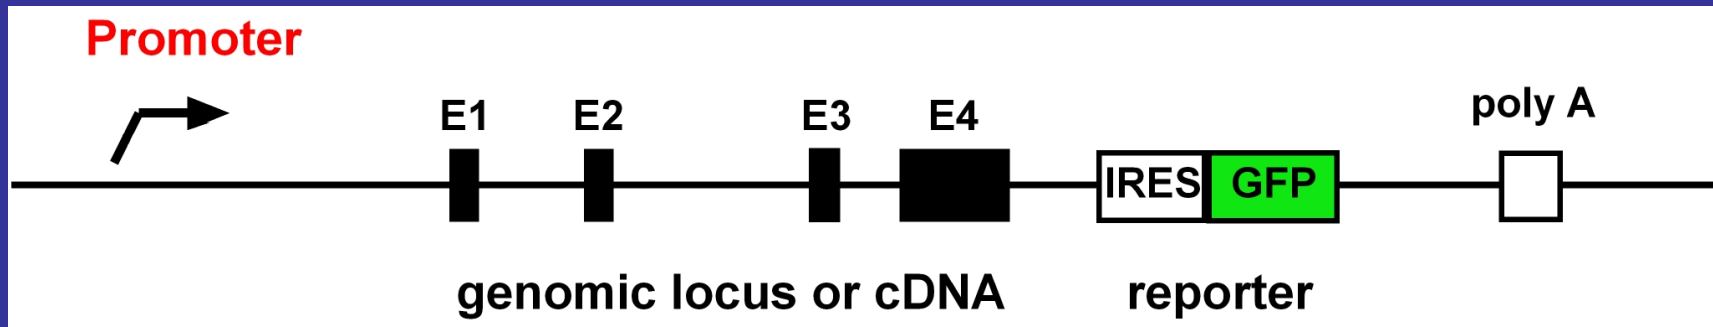 Promoter
E1 E2 E3 E4 poly A
IRES GFP
genomic locus or cDNA reporter